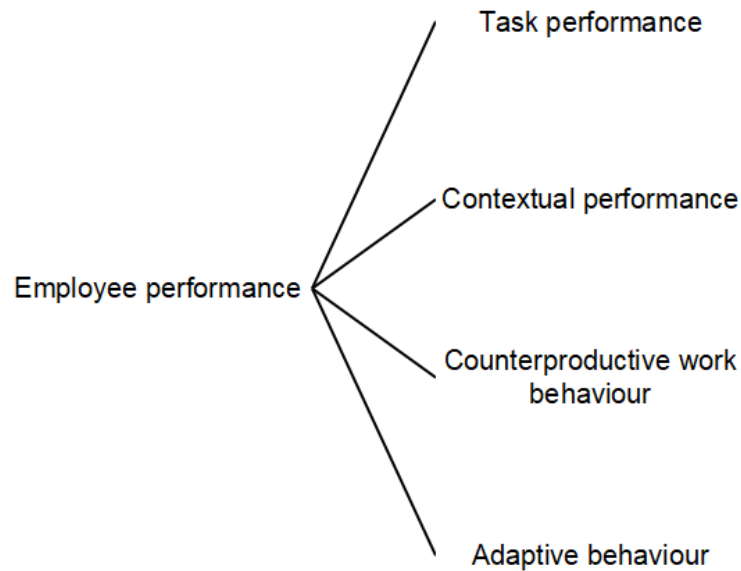 Task performance
Contextual performance
Employee performance
Counterproductive work
behaviour
Adaptive behaviour